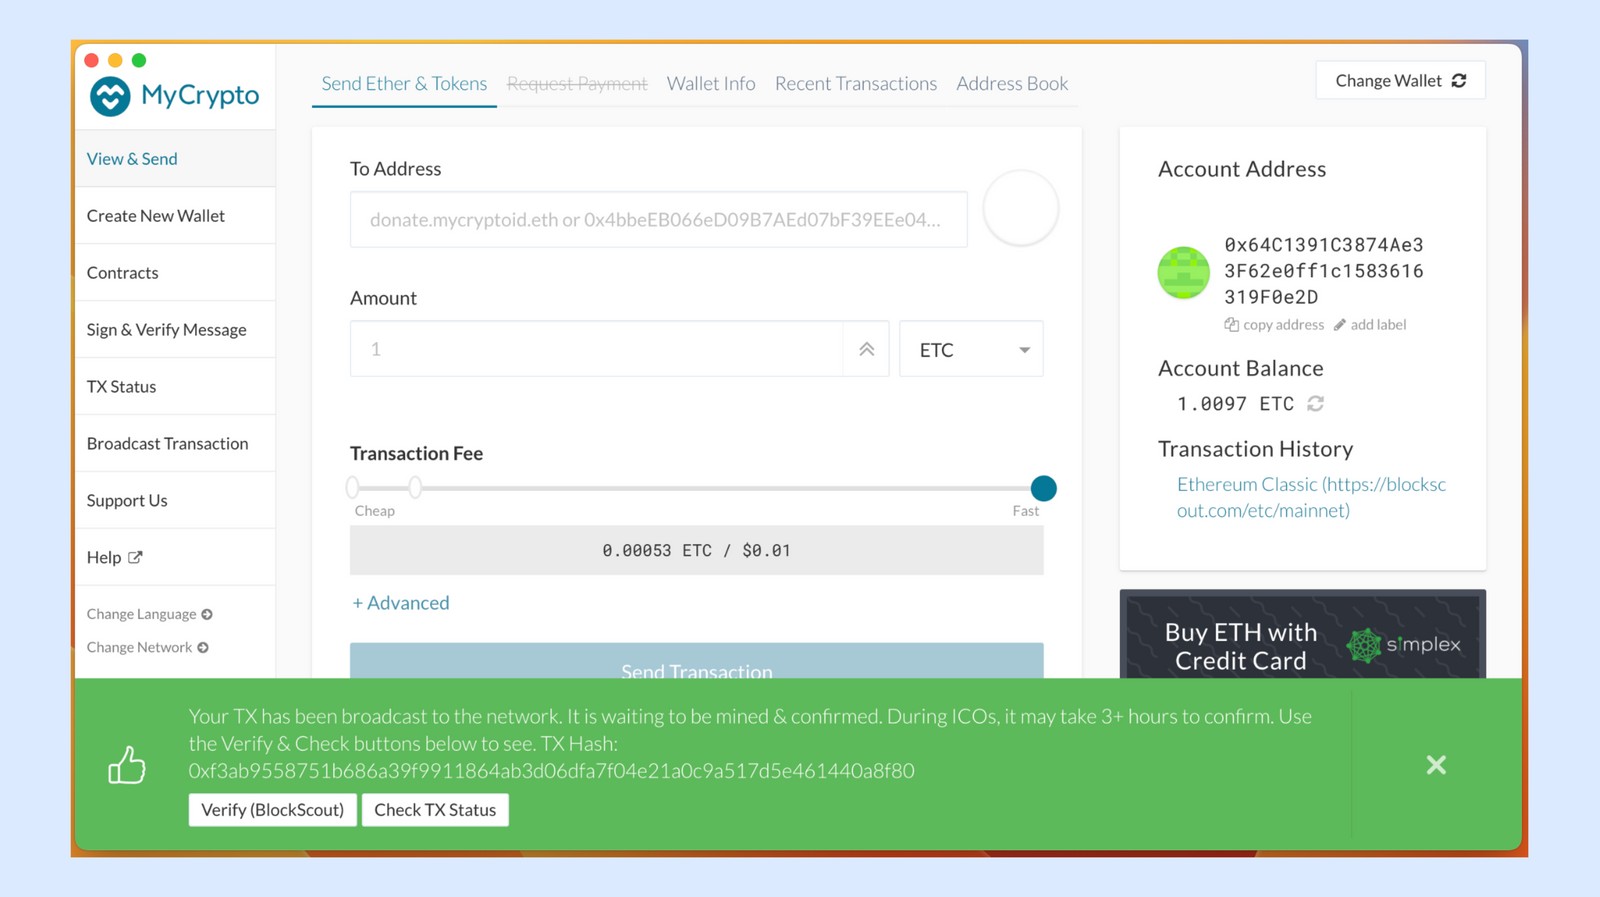 MyCrypto
Send Ether & Tokens
Request Payment
Wallet Info
Recent Transactions
Address Book
Change Wallet
View & Send
Create New Wallet
Contracts
Sign & Verify Message
TX Status
Broadcast Transaction
Support Us
Help
Change Language
Change Network
To Address
donate.mycryptoid.eth or 0x4bbeEB066eD09B7AEd07bF39EEe04...
Amount
1
ETC
Transaction Fee
Cheap
Fast
0.00053 ETC / $0.01
+ Advanced
Send Transaction
Account Address
0x64C1391C3874Ae3
3F62e0ff1c1583616
319F0e2D
copy address
add label
Account Balance
1.0097 ETC
Transaction History
Ethereum Classic (https://blocksc
out.com/etc/mainnet)
Buy ETH with
Credit Card
simplex
Your TX has been broadcast to the network. It is waiting to be mined & confirmed. During ICOs, it may take 3+ hours to confirm. Use
the Verify & Check buttons below to see. TX Hash:
0xf3ab9558751b686a39f9911864ab3d06dfa7f04e21a0c9a517d5e461440a8f80
Verify (BlockScout)
Check TX Status